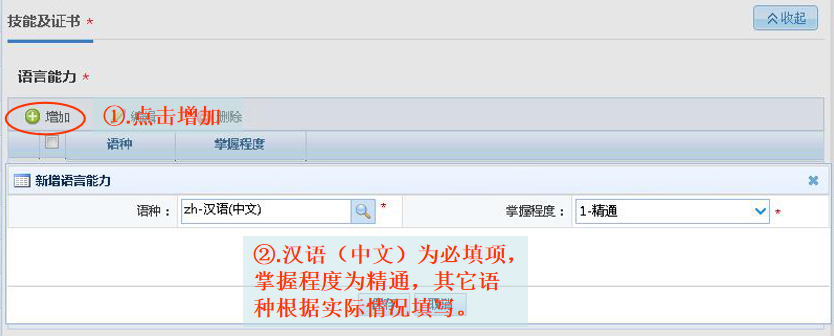 技能及证书 *
收起
语言能力 *
增加 ①.点击增加 删除
语种 掌握程度
新增语言能力
语种： zh-汉语(中文) * 掌握程度： 1-精通 *
②.汉语（中文）为必填项，
掌握程度为精通，其它语
种根据实际情况填写。